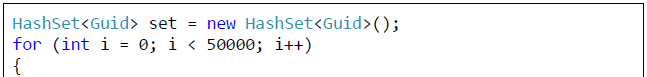 HashSet<Guid> set = new HashSet<Guid>();
for (int i = 0; i < 50000; i++)
{